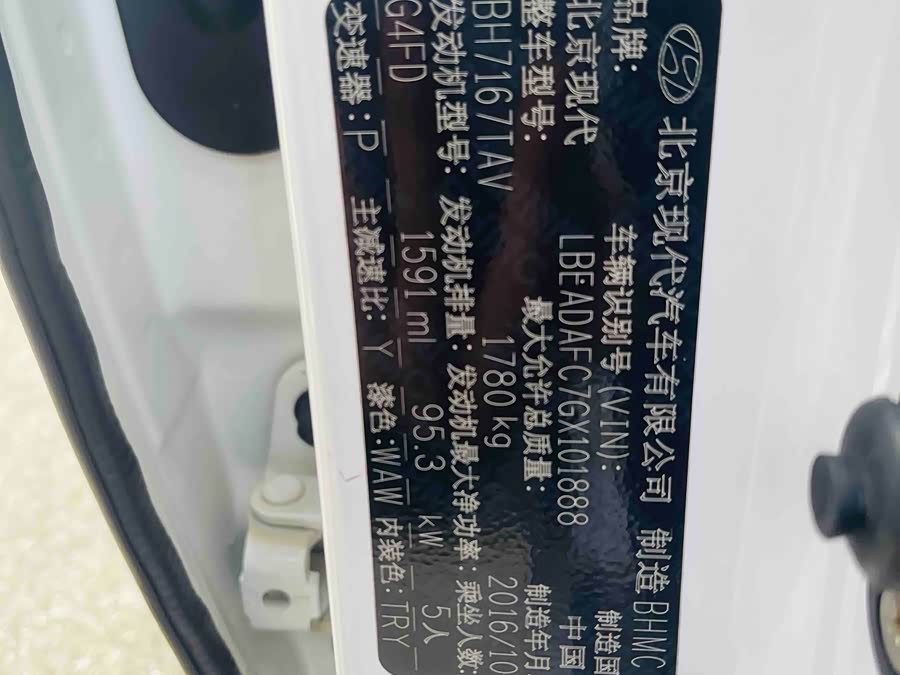 北京现代汽车有限公司 制造 BHMC
品牌: 车辆识别号 (VIN): 制造国
北京现代 LBEADAFC7GX101888 中国
整车型号: 最大允许总质量: 制造年月
BH7167TAV 1780 kg 2016/10
发动机型号: 发动机排量: 发动机最大净功率: 乘坐人数:
G4FD 1591 ml 95.3 kW 5人
变速器: P 主减速比: Y 漆色: WAW 内装色: TRY